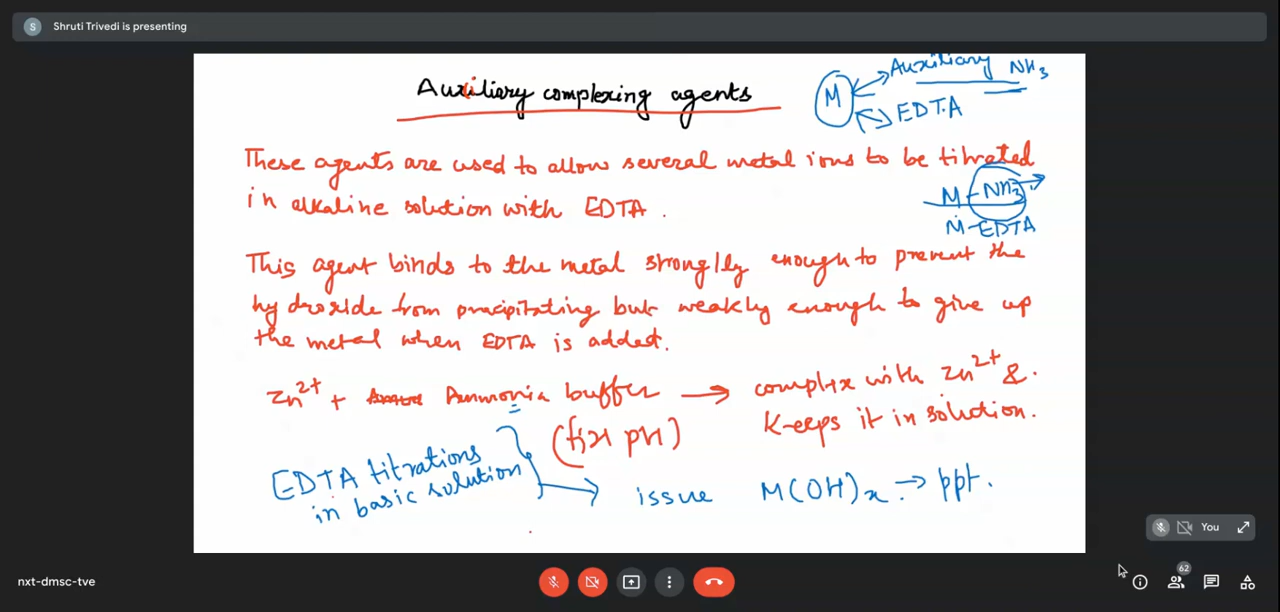 S Shruti Trivedi is presenting
Auxiliary complexing agents
M
Auxiliary NH3
EDTA
These agents are used to allow several metal ions to be titrated
in alkaline solution with EDTA.
M-NH3
M-EDTA
This agent binds to the metal stronglly enough to prevent the
hydroxide from precipitating but weakly enough to give up
the metal when EDTA is added.
Zn2+ + Ammonia buffer → complex with Zn2+ &
keeps it in solution.
(fix pH)
EDTA titrations
in basic solution → issue M(OH)x → ppt.
You
nxt-dmsc-tve
62